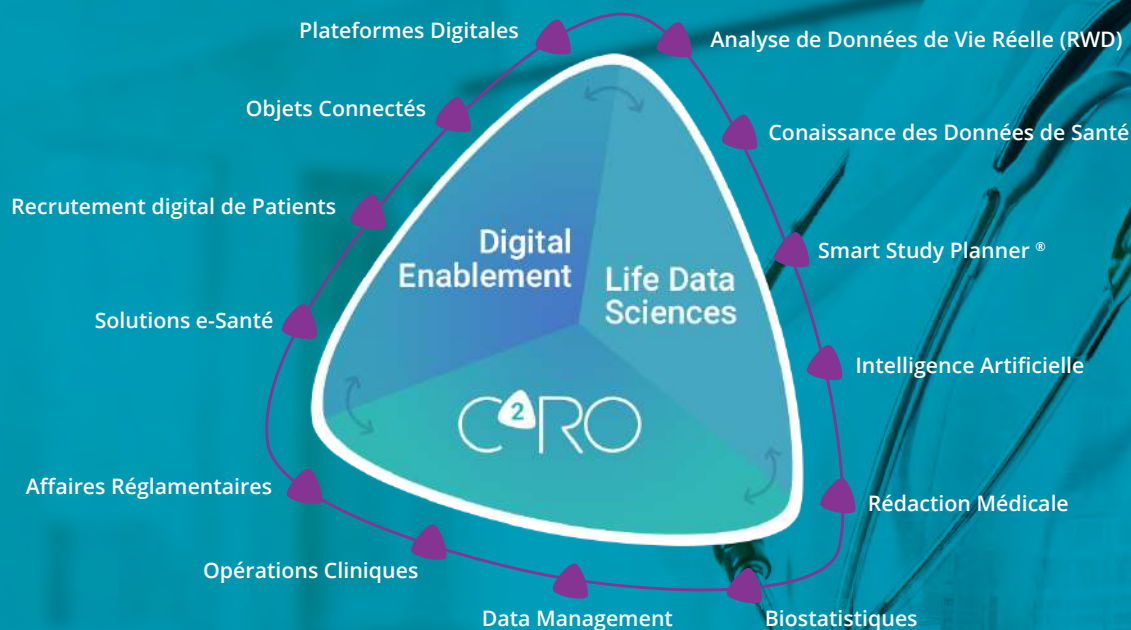 Plateformes Digitales
Analyse de Données de Vie Réelle (RWD)
Objets Connectés
Conaissance des Données de Santé
Recrutement digital de Patients
Digital
Enablement
Smart Study Planner ®
Life Data
Sciences
Solutions e-Santé
Intelligence Artificielle
C2RO
Affaires Réglamentaires
Rédaction Médicale
Opérations Cliniques
Data Management
Biostatistiques